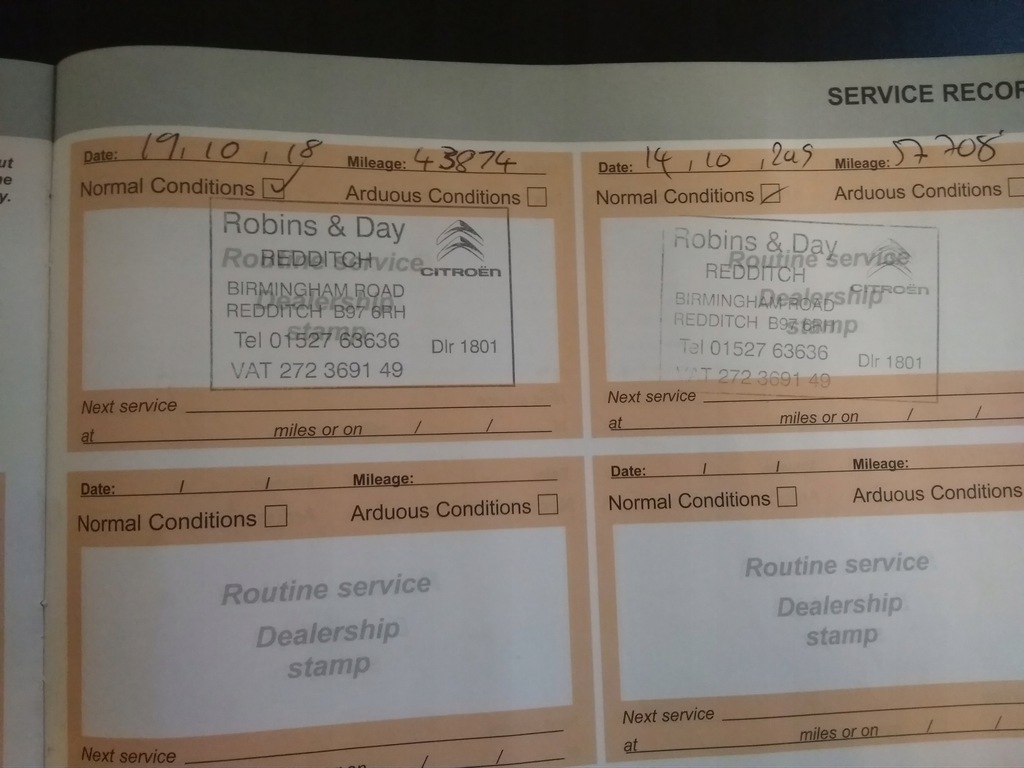 SERVICE RECOR
ut
e
y.
Date: 19, 10, 18 Mileage: 43874
Normal Conditions Arduous Conditions
Robins & Day
REDDITCH
CITROËN
Routine service
BIRMINGHAM ROAD
Dealership
REDDITCH B97 6RH
stamp
Tel 01527 63636 Dlr 1801
VAT 272 3691 49
Next service
at miles or on / /
Date: 14, 10, Mileage: 57708
Normal Conditions Arduous Conditions
Robins & Day
Routine service
REDDITCH
CITROËN
BIRMINGHAM ROAD
Dealership
REDDITCH B97 6RH
stamp
Tel 01527 63636 Dlr 1801
VAT 272 3691 49
Next service
at miles or on / /
Date: / / Mileage:
Normal Conditions Arduous Conditions
Routine service
Dealership
stamp
Next service
Date: / / Mileage:
Normal Conditions Arduous Conditions
Routine service
Dealership
stamp
Next service
at miles or on / /